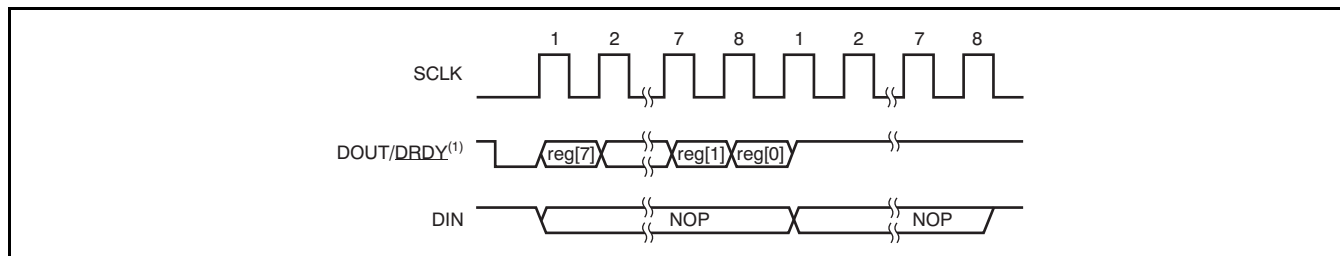 1 2 7 8 1 2 7 8
SCLK
DOUT/DRDY(1) reg[7] reg[1] reg[0]
DIN NOP NOP